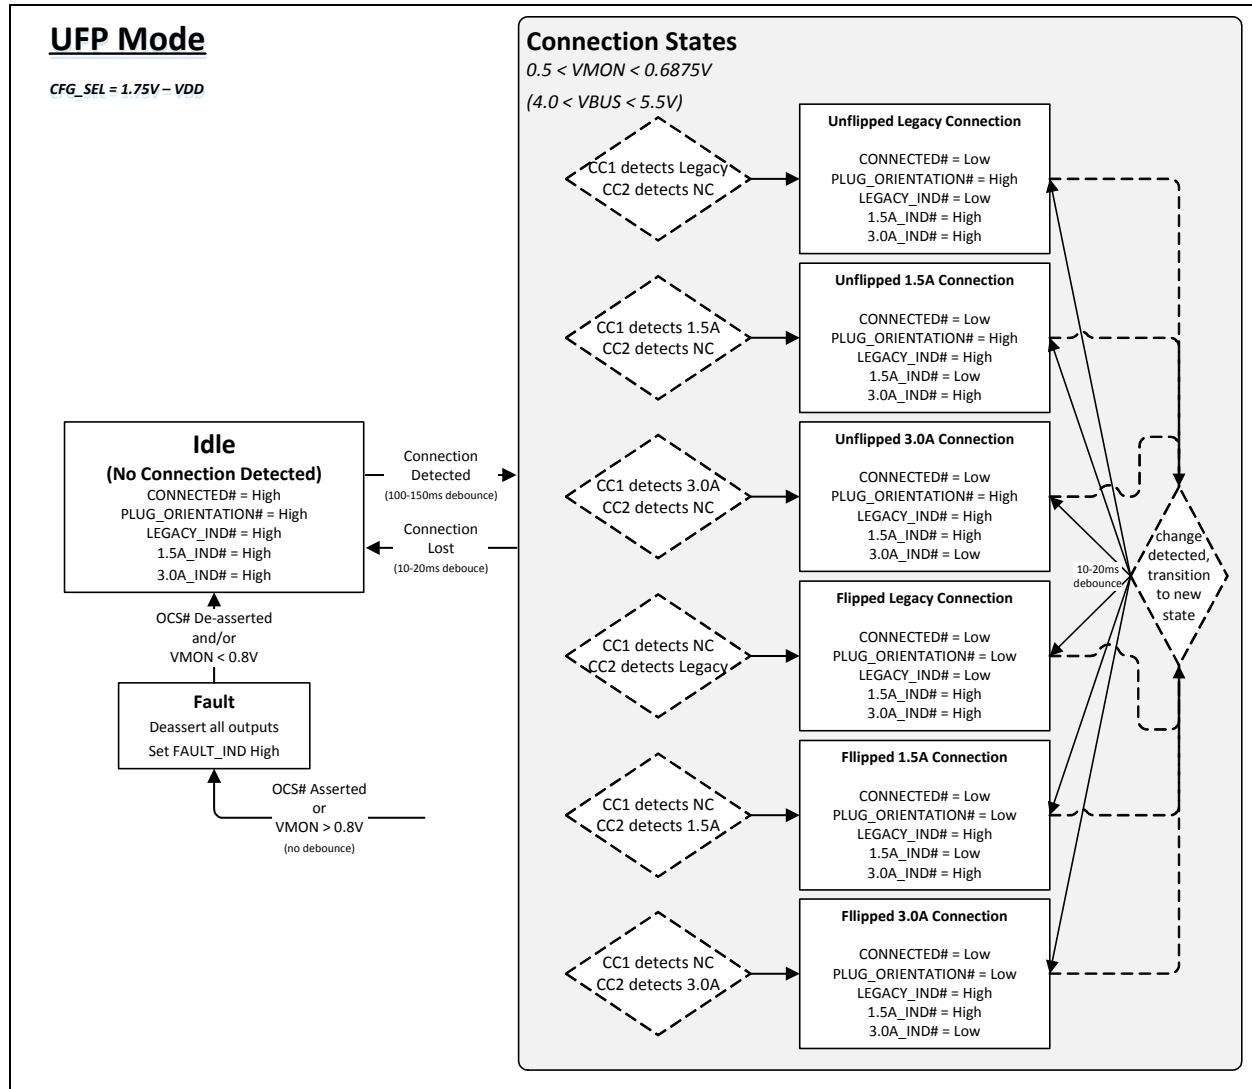 UFP Mode
CFG_SEL = 1.75V – VDD
Connection States
0.5 < VMON < 0.6875V
(4.0 < VBUS < 5.5V)
CC1 detects Legacy
CC2 detects NC
Unflipped Legacy Connection
CONNECTED# = Low
PLUG_ORIENTATION# = High
LEGACY_IND# = Low
1.5A_IND# = High
3.0A_IND# = High
CC1 detects 1.5A
CC2 detects NC
Unflipped 1.5A Connection
CONNECTED# = Low
PLUG_ORIENTATION# = High
LEGACY_IND# = High
1.5A_IND# = Low
3.0A_IND# = High
Idle
(No Connection Detected)
CONNECTED# = High
PLUG_ORIENTATION# = High
LEGACY_IND# = High
1.5A_IND# = High
3.0A_IND# = High
Connection
Detected
(100-150ms debounce)
Connection
Lost
(10-20ms debouce)
CC1 detects 3.0A
CC2 detects NC
Unflipped 3.0A Connection
CONNECTED# = Low
PLUG_ORIENTATION# = High
LEGACY_IND# = High
1.5A_IND# = High
3.0A_IND# = Low
change
detected,
transition
to new
state
10-20ms
debounce
OCS# De-asserted
and/or
VMON < 0.8V
Fault
Deassert all outputs
Set FAULT_IND High
OCS# Asserted
or
VMON > 0.8V
(no debounce)
CC1 detects NC
CC2 detects Legacy
Flipped Legacy Connection
CONNECTED# = Low
PLUG_ORIENTATION# = Low
LEGACY_IND# = Low
1.5A_IND# = High
3.0A_IND# = High
CC1 detects NC
CC2 detects 1.5A
Fllipped 1.5A Connection
CONNECTED# = Low
PLUG_ORIENTATION# = Low
LEGACY_IND# = High
1.5A_IND# = Low
3.0A_IND# = High
CC1 detects NC
CC2 detects 3.0A
Fllipped 3.0A Connection
CONNECTED# = Low
PLUG_ORIENTATION# = Low
LEGACY_IND# = High
1.5A_IND# = High
3.0A_IND# = Low